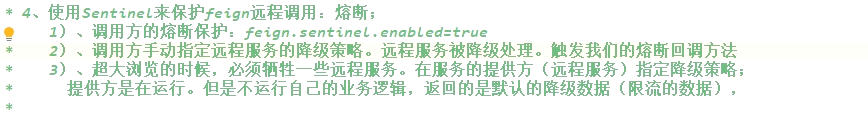 * 4、使用Sentinel来保护feign远程调用：熔断；
*    1）、调用方的熔断保护：feign.sentinel.enabled=true
*    2）、调用方手动指定远程服务的降级策略。远程服务被降级处理。触发我们的熔断回调方法
*    3）、超大浏览的时候，必须牺牲一些远程服务。在服务的提供方（远程服务）指定降级策略；
*      提供方是在运行。但是不运行自己的业务逻辑，返回的是默认的降级数据（限流的数据），
*